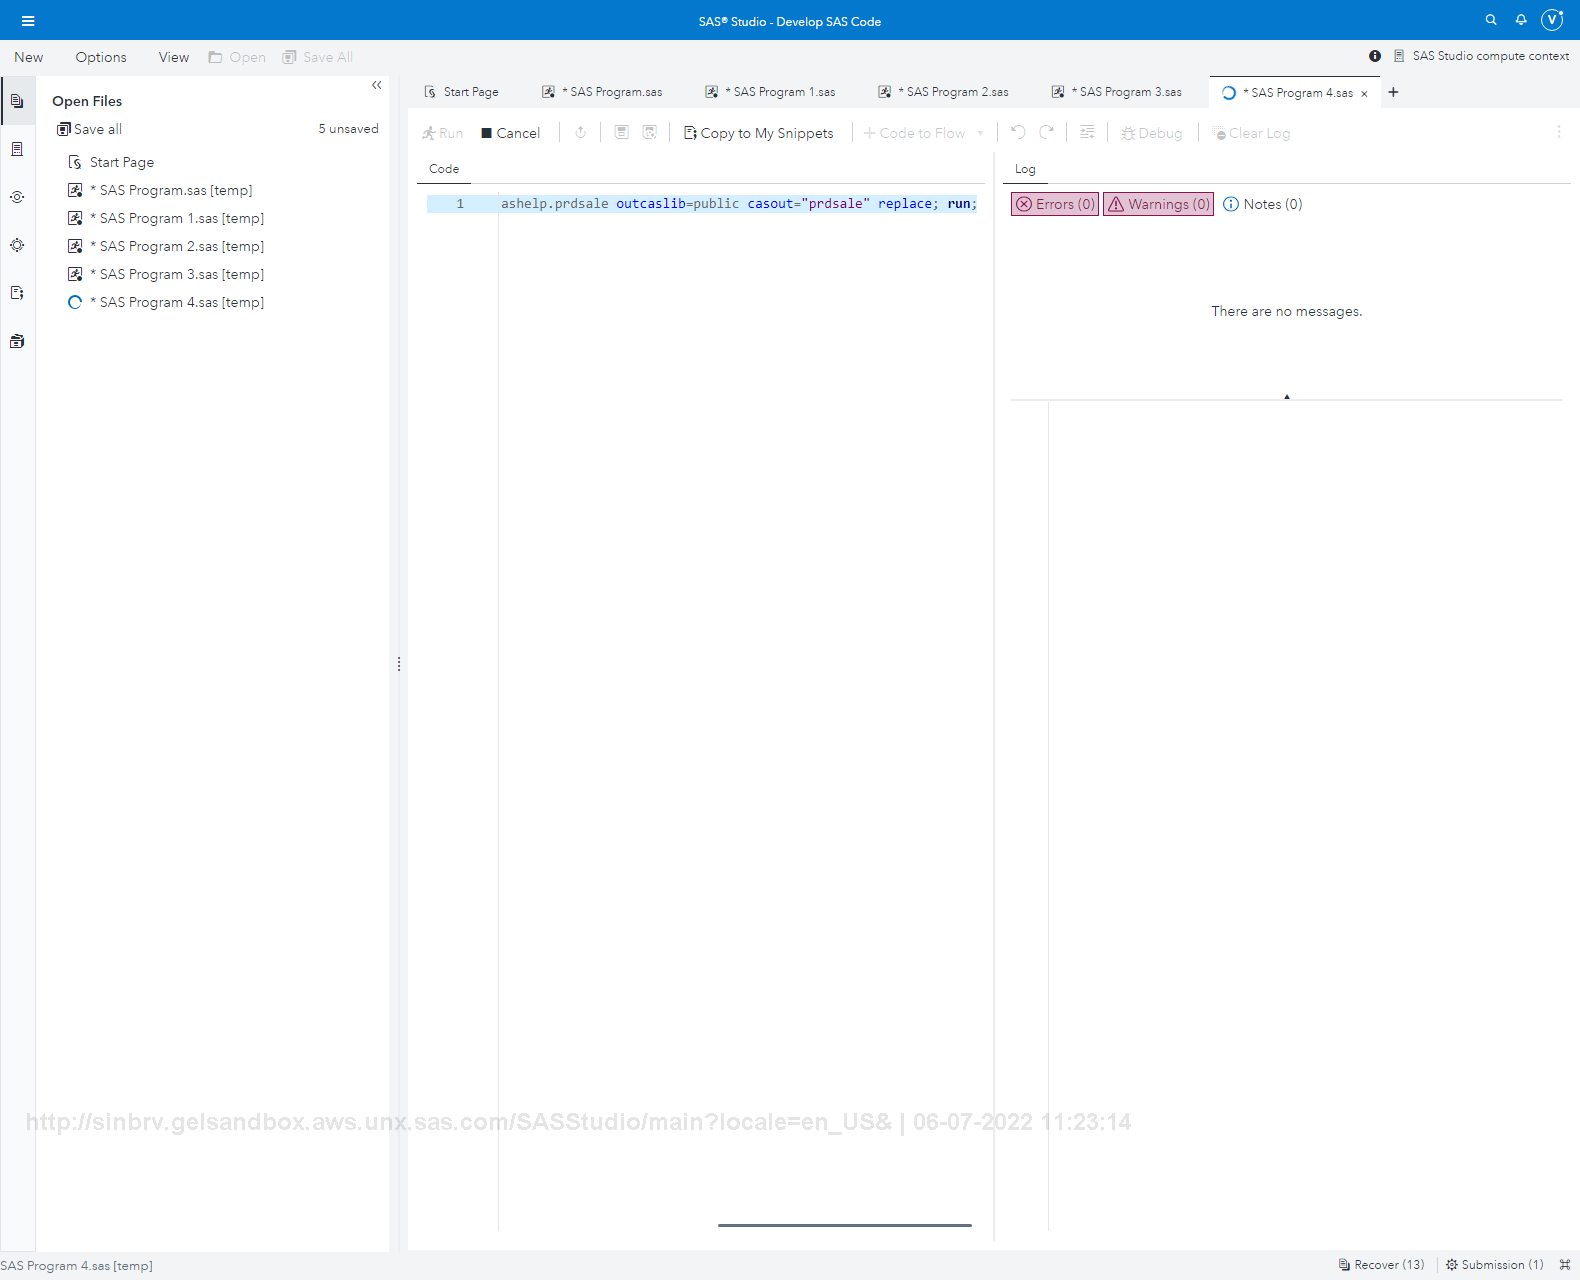 SAS® Studio - Develop SAS Code
V
New Options View Open Save All
SAS Studio compute context
Open Files
Save all 5 unsaved
Start Page
* SAS Program.sas [temp]
* SAS Program 1.sas [temp]
* SAS Program 2.sas [temp]
* SAS Program 3.sas [temp]
* SAS Program 4.sas [temp]
Start Page * SAS Program.sas * SAS Program 1.sas * SAS Program 2.sas * SAS Program 3.sas * SAS Program 4.sas × +
Run Cancel Copy to My Snippets + Code to Flow Debug Clear Log
Code
1 ashelp.prdsale outcaslib=public casout="prdsale" replace; run;
Log
Errors (0) Warnings (0) Notes (0)
There are no messages.
http://sinbrv.gelsandbox.aws.unx.sas.com/SASStudio/main?locale=en_US& | 06-07-2022 11:23:14
SAS Program 4.sas [temp]
Recover (13) Submission (1)